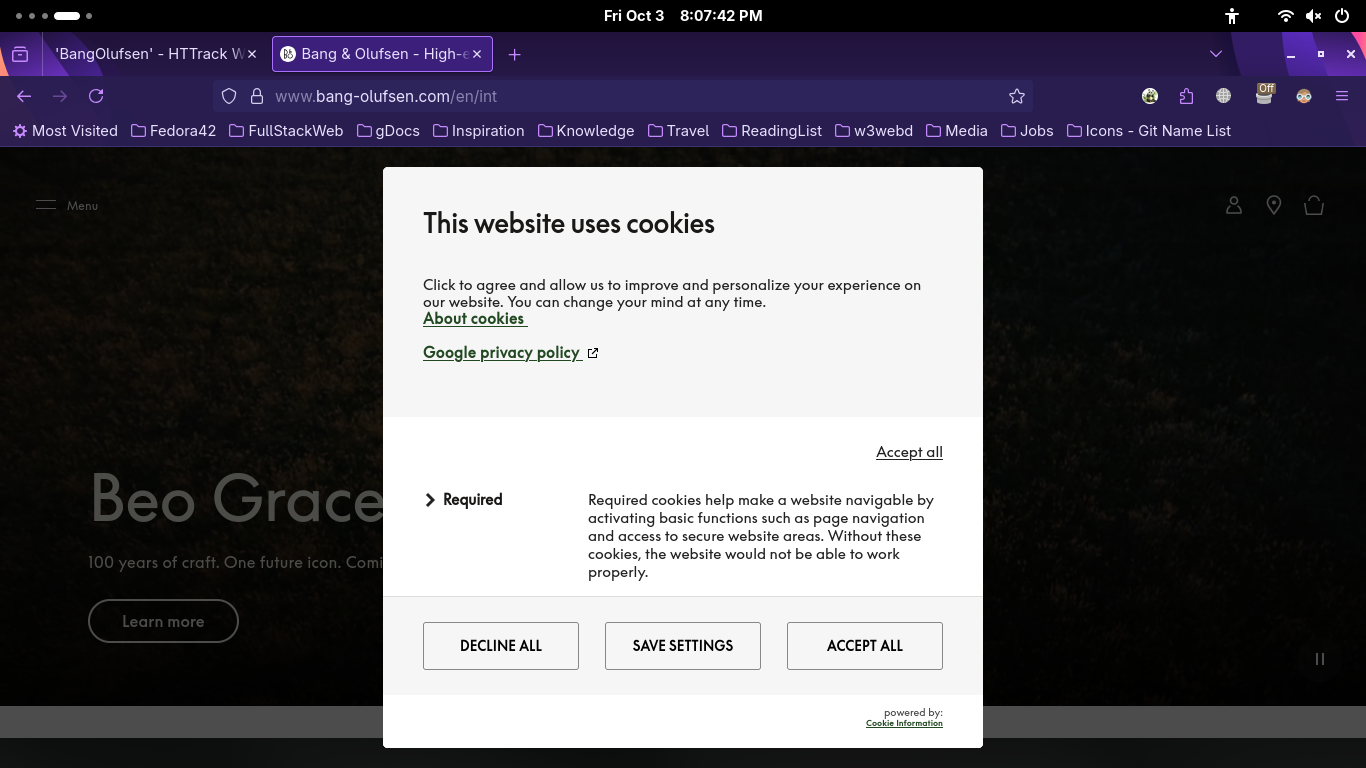 Fri Oct 3 8:07:42 PM
'BangOlufsen' - HTTrack W
Bang & Olufsen - High-e
www.bang-olufsen.com/en/int
Off
Most Visited Fedora42 FullStackWeb gDocs Inspiration Knowledge Travel ReadingList w3webd Media Jobs Icons - Git Name List
Menu
This website uses cookies
Click to agree and allow us to improve and personalize your experience on
our website. You can change your mind at any time.
About cookies
Google privacy policy
Accept all
Required
Required cookies help make a website navigable by
activating basic functions such as page navigation
and access to secure website areas. Without these
cookies, the website would not be able to work
properly.
Beo Grace
100 years of craft. One future icon. Comi
Learn more
DECLINE ALL SAVE SETTINGS ACCEPT ALL
powered by:
Cookie Information